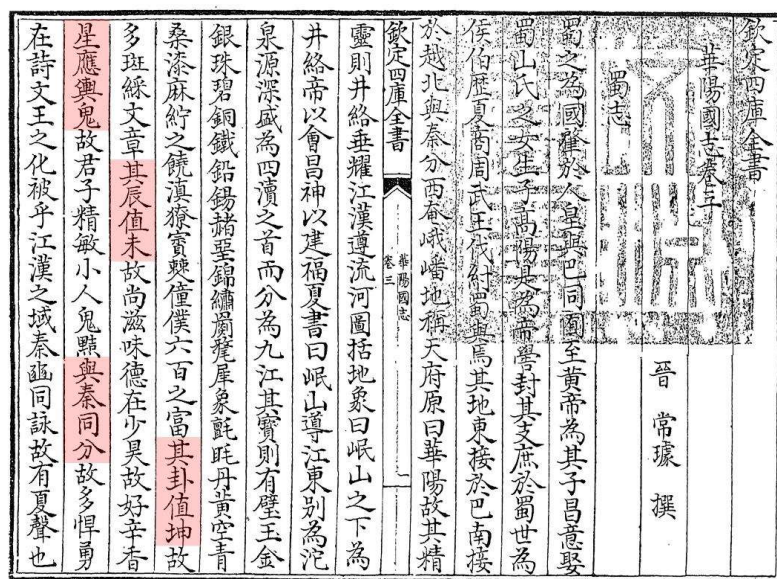 欽定四庫全書
華陽國志卷三
晉 常璩 撰
蜀志
蜀之為國肇於人皇與巴同囿至黄帝為其子昌意娶
蜀山氏之女生子髙陽是為帝嚳封其支庶於蜀世為
侯伯歴夏商周武王伐紂蜀與焉其地東接於巴南接
於越北與秦分西奄峨嶓地稱天府原曰華陽故其精
欽定四庫全書
華陽國志
卷三
一
靈則井絡垂耀江漢遵流河圖括地象曰岷山之下為
井絡帝以會昌神以建福夏書曰岷山導江東别為沱
泉源深盛為四瀆之首而分為九江其寳則有璧玉金
銀珠碧銅鐵鉛錫赭堊錦繡罽氂犀象氈毦丹黄空青
桑漆麻紵之饒滇獠賨僰僮僕六百之富其卦值坤故
多斑綵文章其辰值未故尚滋味德在少昊故好辛香
星應輿鬼故君子精敏小人鬼黠與秦同分故多悍勇
在詩文王之化被乎江漢之域秦豳同詠故有夏聲也